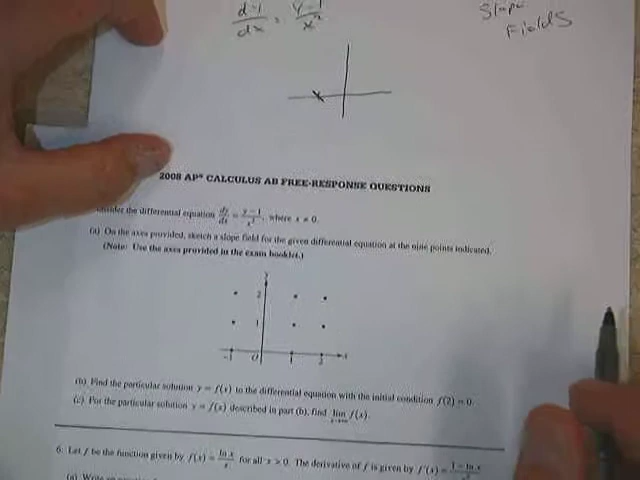 dy/dx = y-1/x²
Slope
Fields
2008 AP® CALCULUS AB FREE-RESPONSE QUESTIONS
Consider the differential equation dy/dx = y-1/x², where x ≠ 0.
(a) On the axes provided, sketch a slope field for the given differential equation at the nine points indicated.
(Note: Use the axes provided in the exam booklet.)
y
2
1
-1 O 1 2 x
(b) Find the particular solution y = f(x) to the differential equation with the initial condition f(2) = 0.
(c) For the particular solution y = f(x) described in part (b), find lim x→∞ f(x).
6. Let f be the function given by f(x) = ln x/x for all x > 0. The derivative of f is given by f'(x) = 1 - ln x/x²
(a) Write an